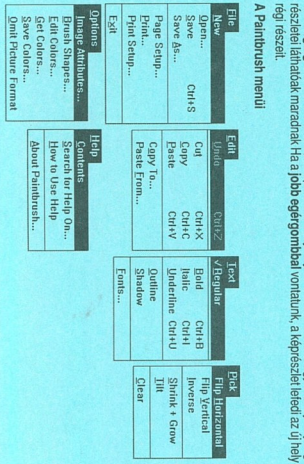 részletei láthatóak maradnak Ha a jobb egérgombbal vontatunk, a képrészlet lefedi az új hely
régi részeit.
A Paintbrush menüi
File
New
Open...
Save Ctrl+S
Save As...
Page Setup...
Print...
Print Setup...
Exit
Edit
Undo Ctrl+Z
Cut Ctrl+X
Copy Ctrl+C
Paste Ctrl+V
Copy To...
Paste From...
Text
√Regular
Bold Ctrl+B
Italic Ctrl+I
Underline Ctrl+U
Outline
Shadow
Fonts...
Pick
Flip Horizontal
Flip Vertical
Inverse
Shrink + Grow
Tilt
Clear
Options
Image Attributes...
Brush Shapes...
Edit Colors...
Get Colors...
Save Colors...
Omit Picture Format
Help
Contents
Search for Help On...
How to Use Help
About Paintbrush...